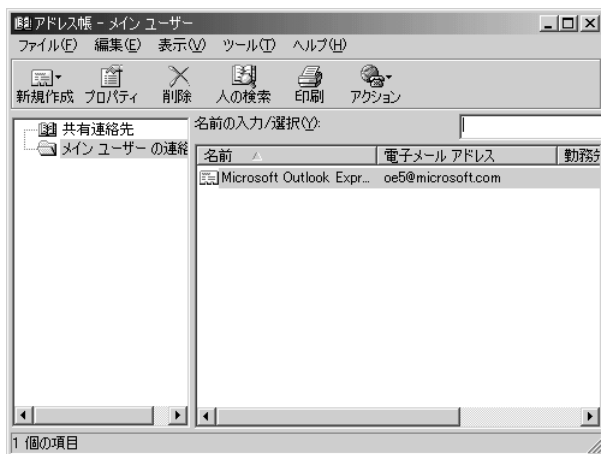 アドレス帳 - メイン ユーザー
ファイル(F) 編集(E) 表示(V) ツール(T) ヘルプ(H)
新規作成 プロパティ 削除 人の検索 印刷 アクション
共有連絡先
メイン ユーザー の連絡
名前の入力/選択(Y):
名前 電子メール アドレス 勤務先
Microsoft Outlook Expr... oe5@microsoft.com
1 個の項目